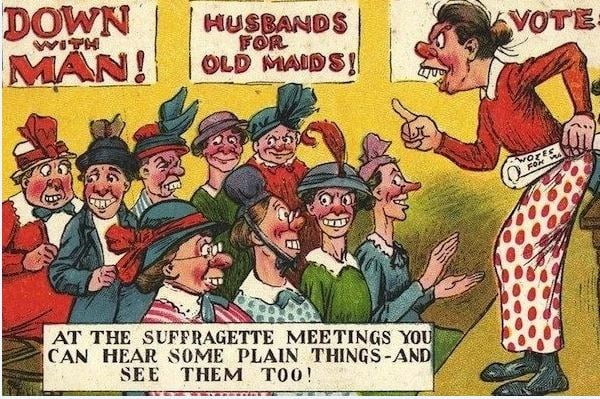 DOWN
WITH
MAN!
HUSBANDS
FOR
OLD MAIDS!
VOTE
VOTES
FOR
AT THE SUFFRAGETTE MEETINGS YOU
CAN HEAR SOME PLAIN THINGS-AND
SEE THEM TOO!